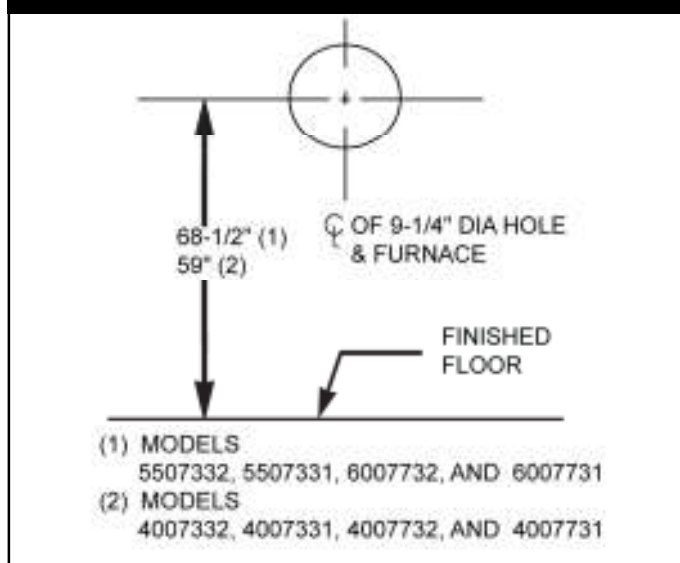 68-1/2" (1)
59" (2)
℄ OF 9-1/4" DIA HOLE
& FURNACE
FINISHED
FLOOR
(1) MODELS
5507332, 5507331, 6007732, AND 6007731
(2) MODELS
4007332, 4007331, 4007732, AND 4007731